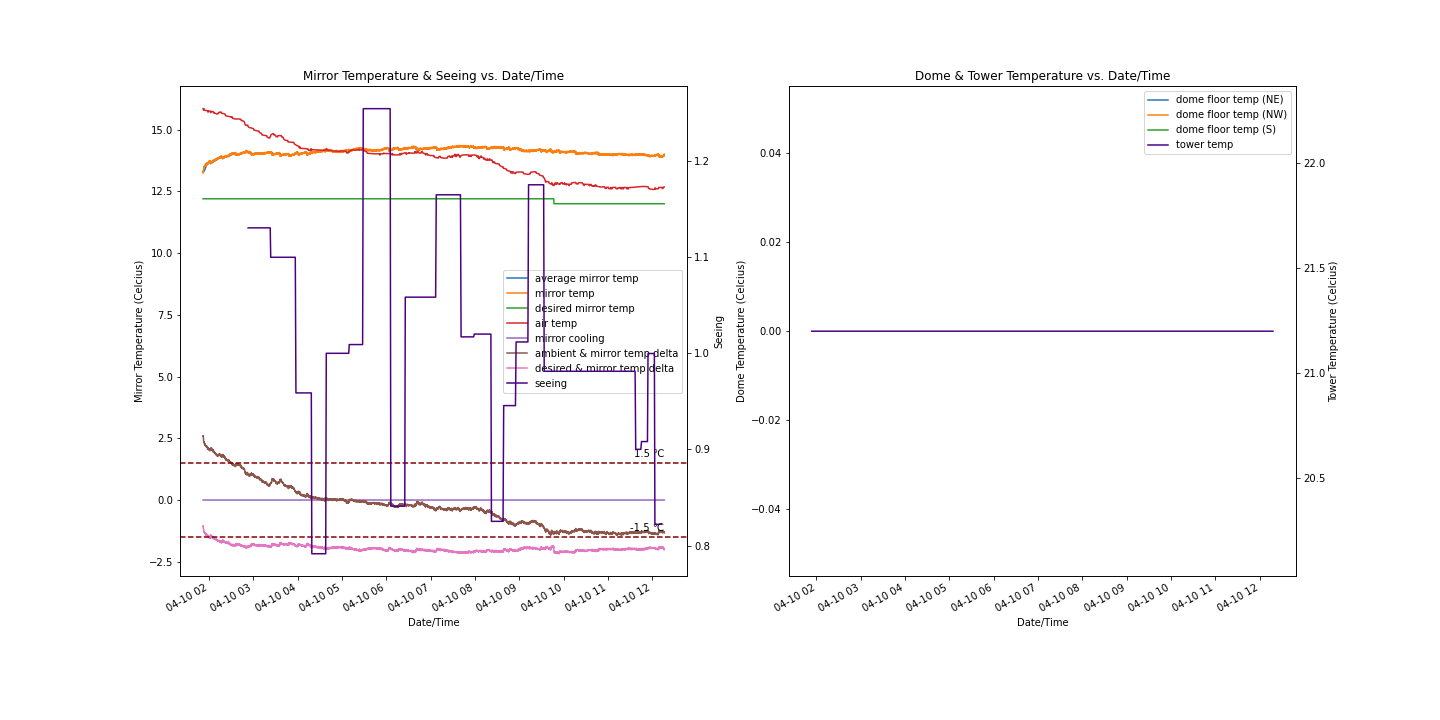 Mirror Temperature & Seeing vs. Date/Time
Mirror Temperature (Celcius)
15.0
12.5
10.0
7.5
5.0
2.5
0.0
−2.5
average mirror temp
mirror temp
desired mirror temp
air temp
mirror cooling
ambient & mirror temp delta
desired & mirror temp delta
seeing
1.5 °C
-1.5 °C
1.2
1.1
1.0
0.9
0.8
Seeing
04-10 02
04-10 03
04-10 04
04-10 05
04-10 06
04-10 07
04-10 08
04-10 09
04-10 10
04-10 11
04-10 12
Date/Time
Dome & Tower Temperature vs. Date/Time
Dome Temperature (Celcius)
0.04
0.02
0.00
−0.02
−0.04
dome floor temp (NE)
dome floor temp (NW)
dome floor temp (S)
tower temp
22.0
21.5
21.0
20.5
Tower Temperature (Celcius)
04-10 02
04-10 03
04-10 04
04-10 05
04-10 06
04-10 07
04-10 08
04-10 09
04-10 10
04-10 11
04-10 12
Date/Time